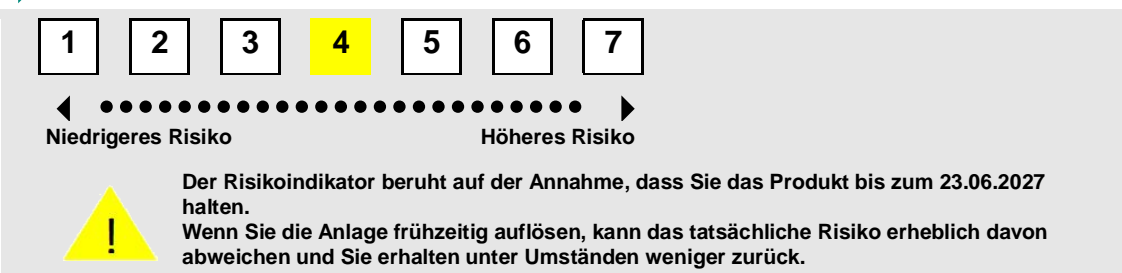 1 2 3 4 5 6 7
Niedrigeres Risiko Höheres Risiko
Der Risikoindikator beruht auf der Annahme, dass Sie das Produkt bis zum 23.06.2027
halten.
!
Wenn Sie die Anlage frühzeitig auflösen, kann das tatsächliche Risiko erheblich davon
abweichen und Sie erhalten unter Umständen weniger zurück.